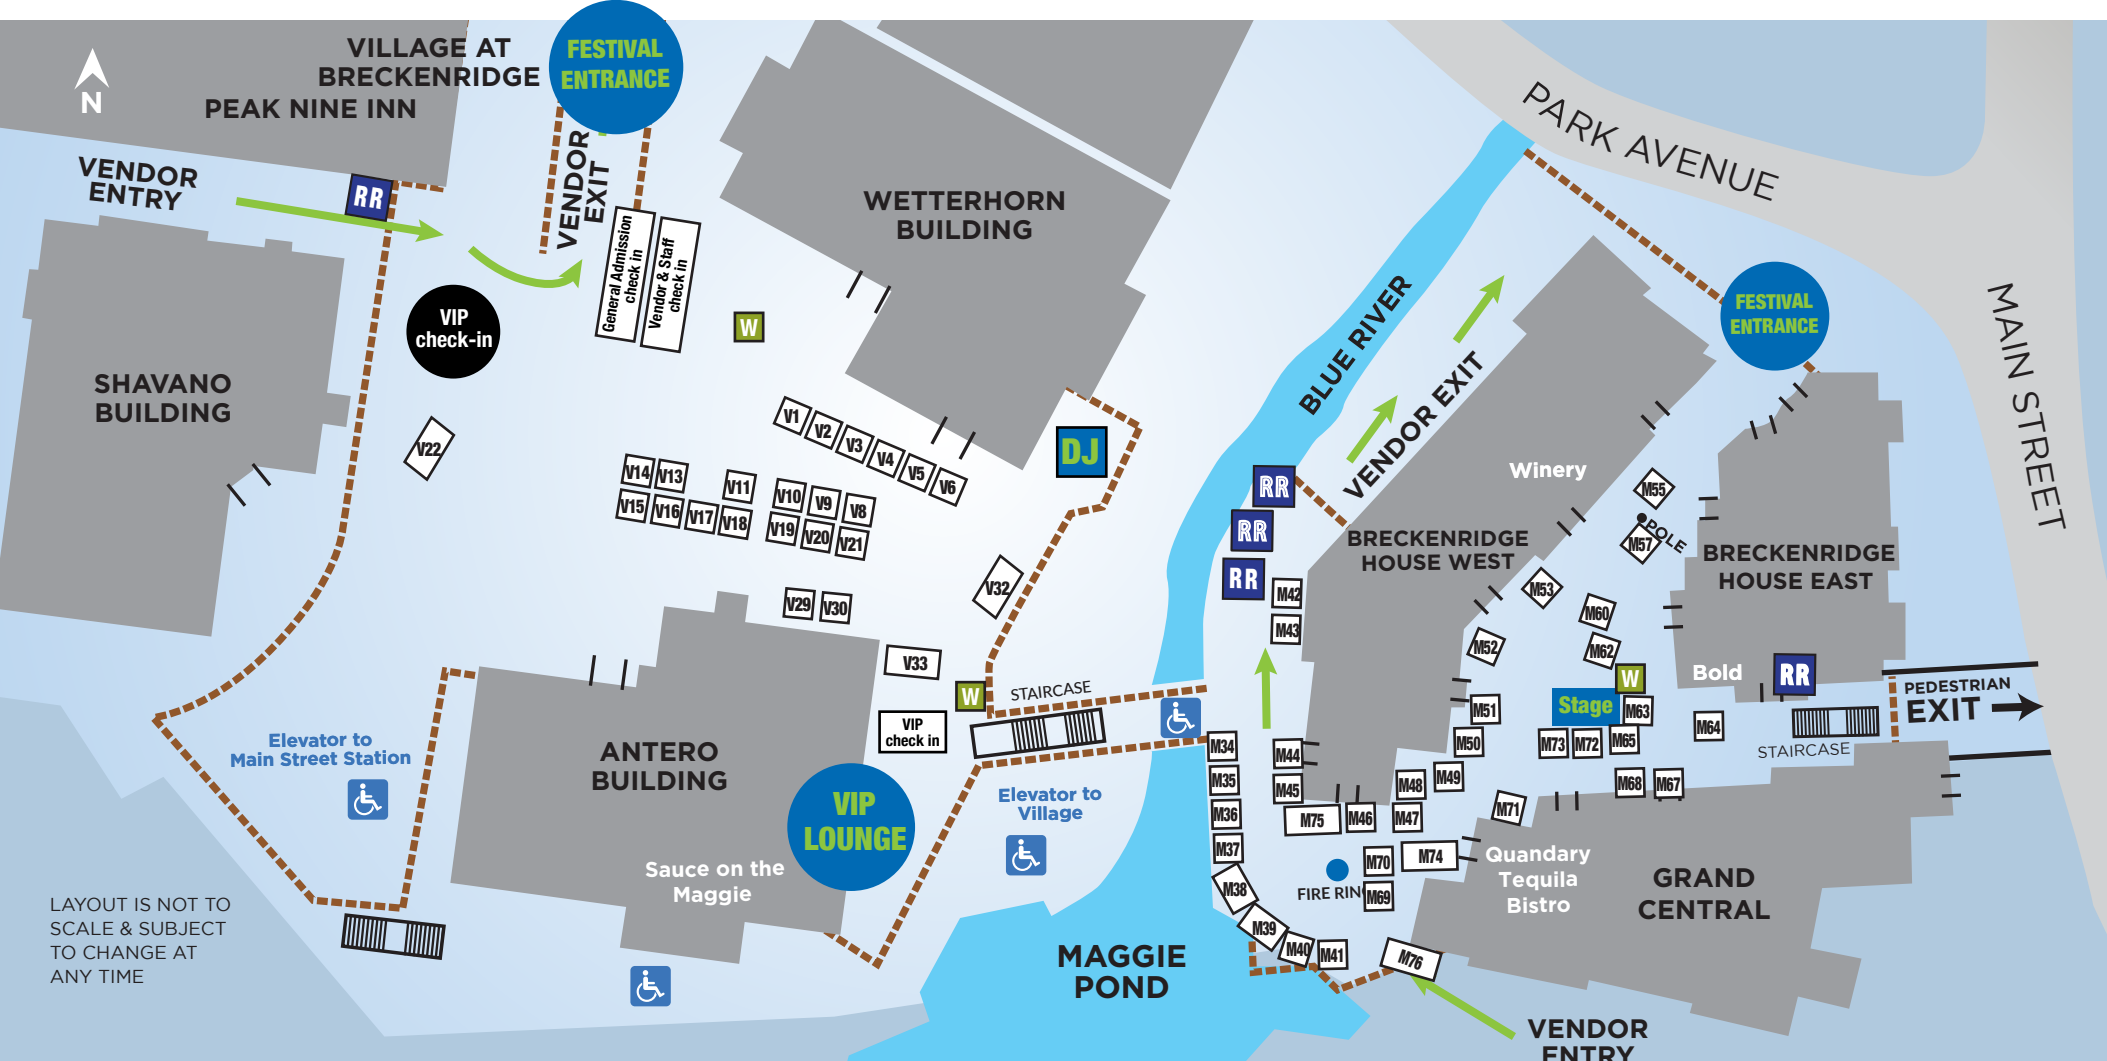 VILLAGE AT
BRECKENRIDGE
PEAK NINE INN
FESTIVAL
ENTRANCE
N
VENDOR
ENTRY
RR
VENDOR
EXIT
General Admission
check in
Vendor & Staff
check in
VIP
check-in
W
WETTERHORN
BUILDING
SHAVANO
BUILDING
PARK AVENUE
MAIN STREET
BLUE RIVER
VENDOR EXIT
FESTIVAL
ENTRANCE
V22
V1
V2
V3
V4
V5
V6
DJ
V14
V13
V11
V10
V9
V8
V15
V16
V17
V18
V19
V20
V21
V29
V30
V32
V33
W
STAIRCASE
VIP
check in
ANTERO
BUILDING
VIP
LOUNGE
Sauce on the
Maggie
Elevator to
Main Street Station
Elevator to
Village
LAYOUT IS NOT TO
SCALE & SUBJECT
TO CHANGE AT
ANY TIME
MAGGIE
POND
RR
RR
RR
M42
M43
Winery
BRECKENRIDGE
HOUSE WEST
M55
POLE
M57
BRECKENRIDGE
HOUSE EAST
M53
M60
M52
M62
W
Bold
RR
PEDESTRIAN
EXIT
M51
Stage
M63
M64
STAIRCASE
M50
M73
M72
M65
M34
M44
M35
M45
M48
M49
M68
M67
M36
M75
M46
M47
M71
M37
M70
M74
Quandary
Tequila
Bistro
GRAND
CENTRAL
M38
FIRE RIN
M69
M39
M40
M41
M76
VENDOR
ENTRY